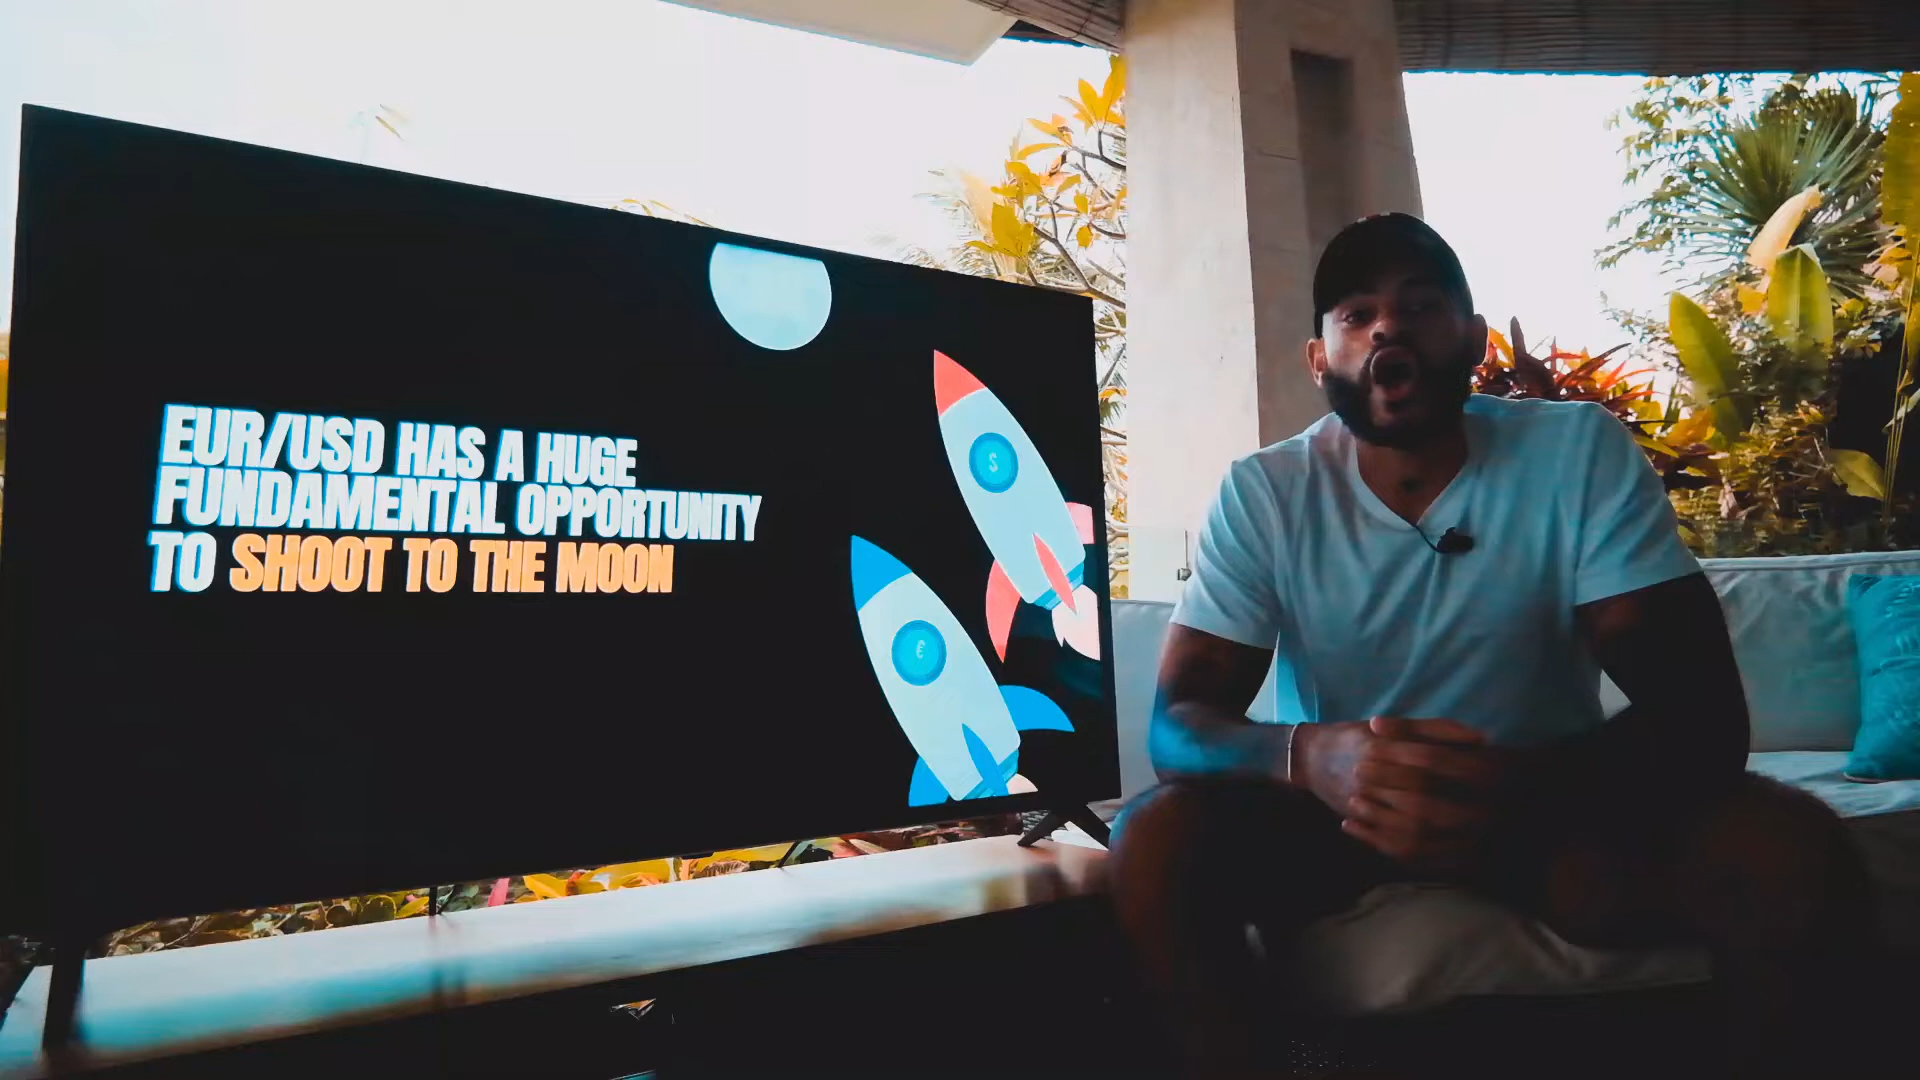 EUR/USD HAS A HUGE
FUNDAMENTAL OPPORTUNITY
TO SHOOT TO THE MOON
$
€